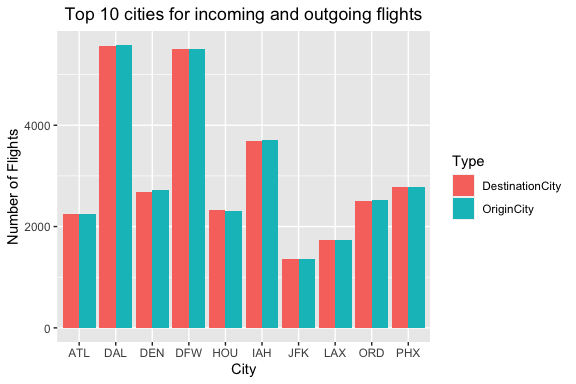 Top 10 cities for incoming and outgoing flights
Number of Flights
4000
2000
0
ATL DAL DEN DFW HOU IAH JFK LAX ORD PHX
City
Type
DestinationCity
OriginCity